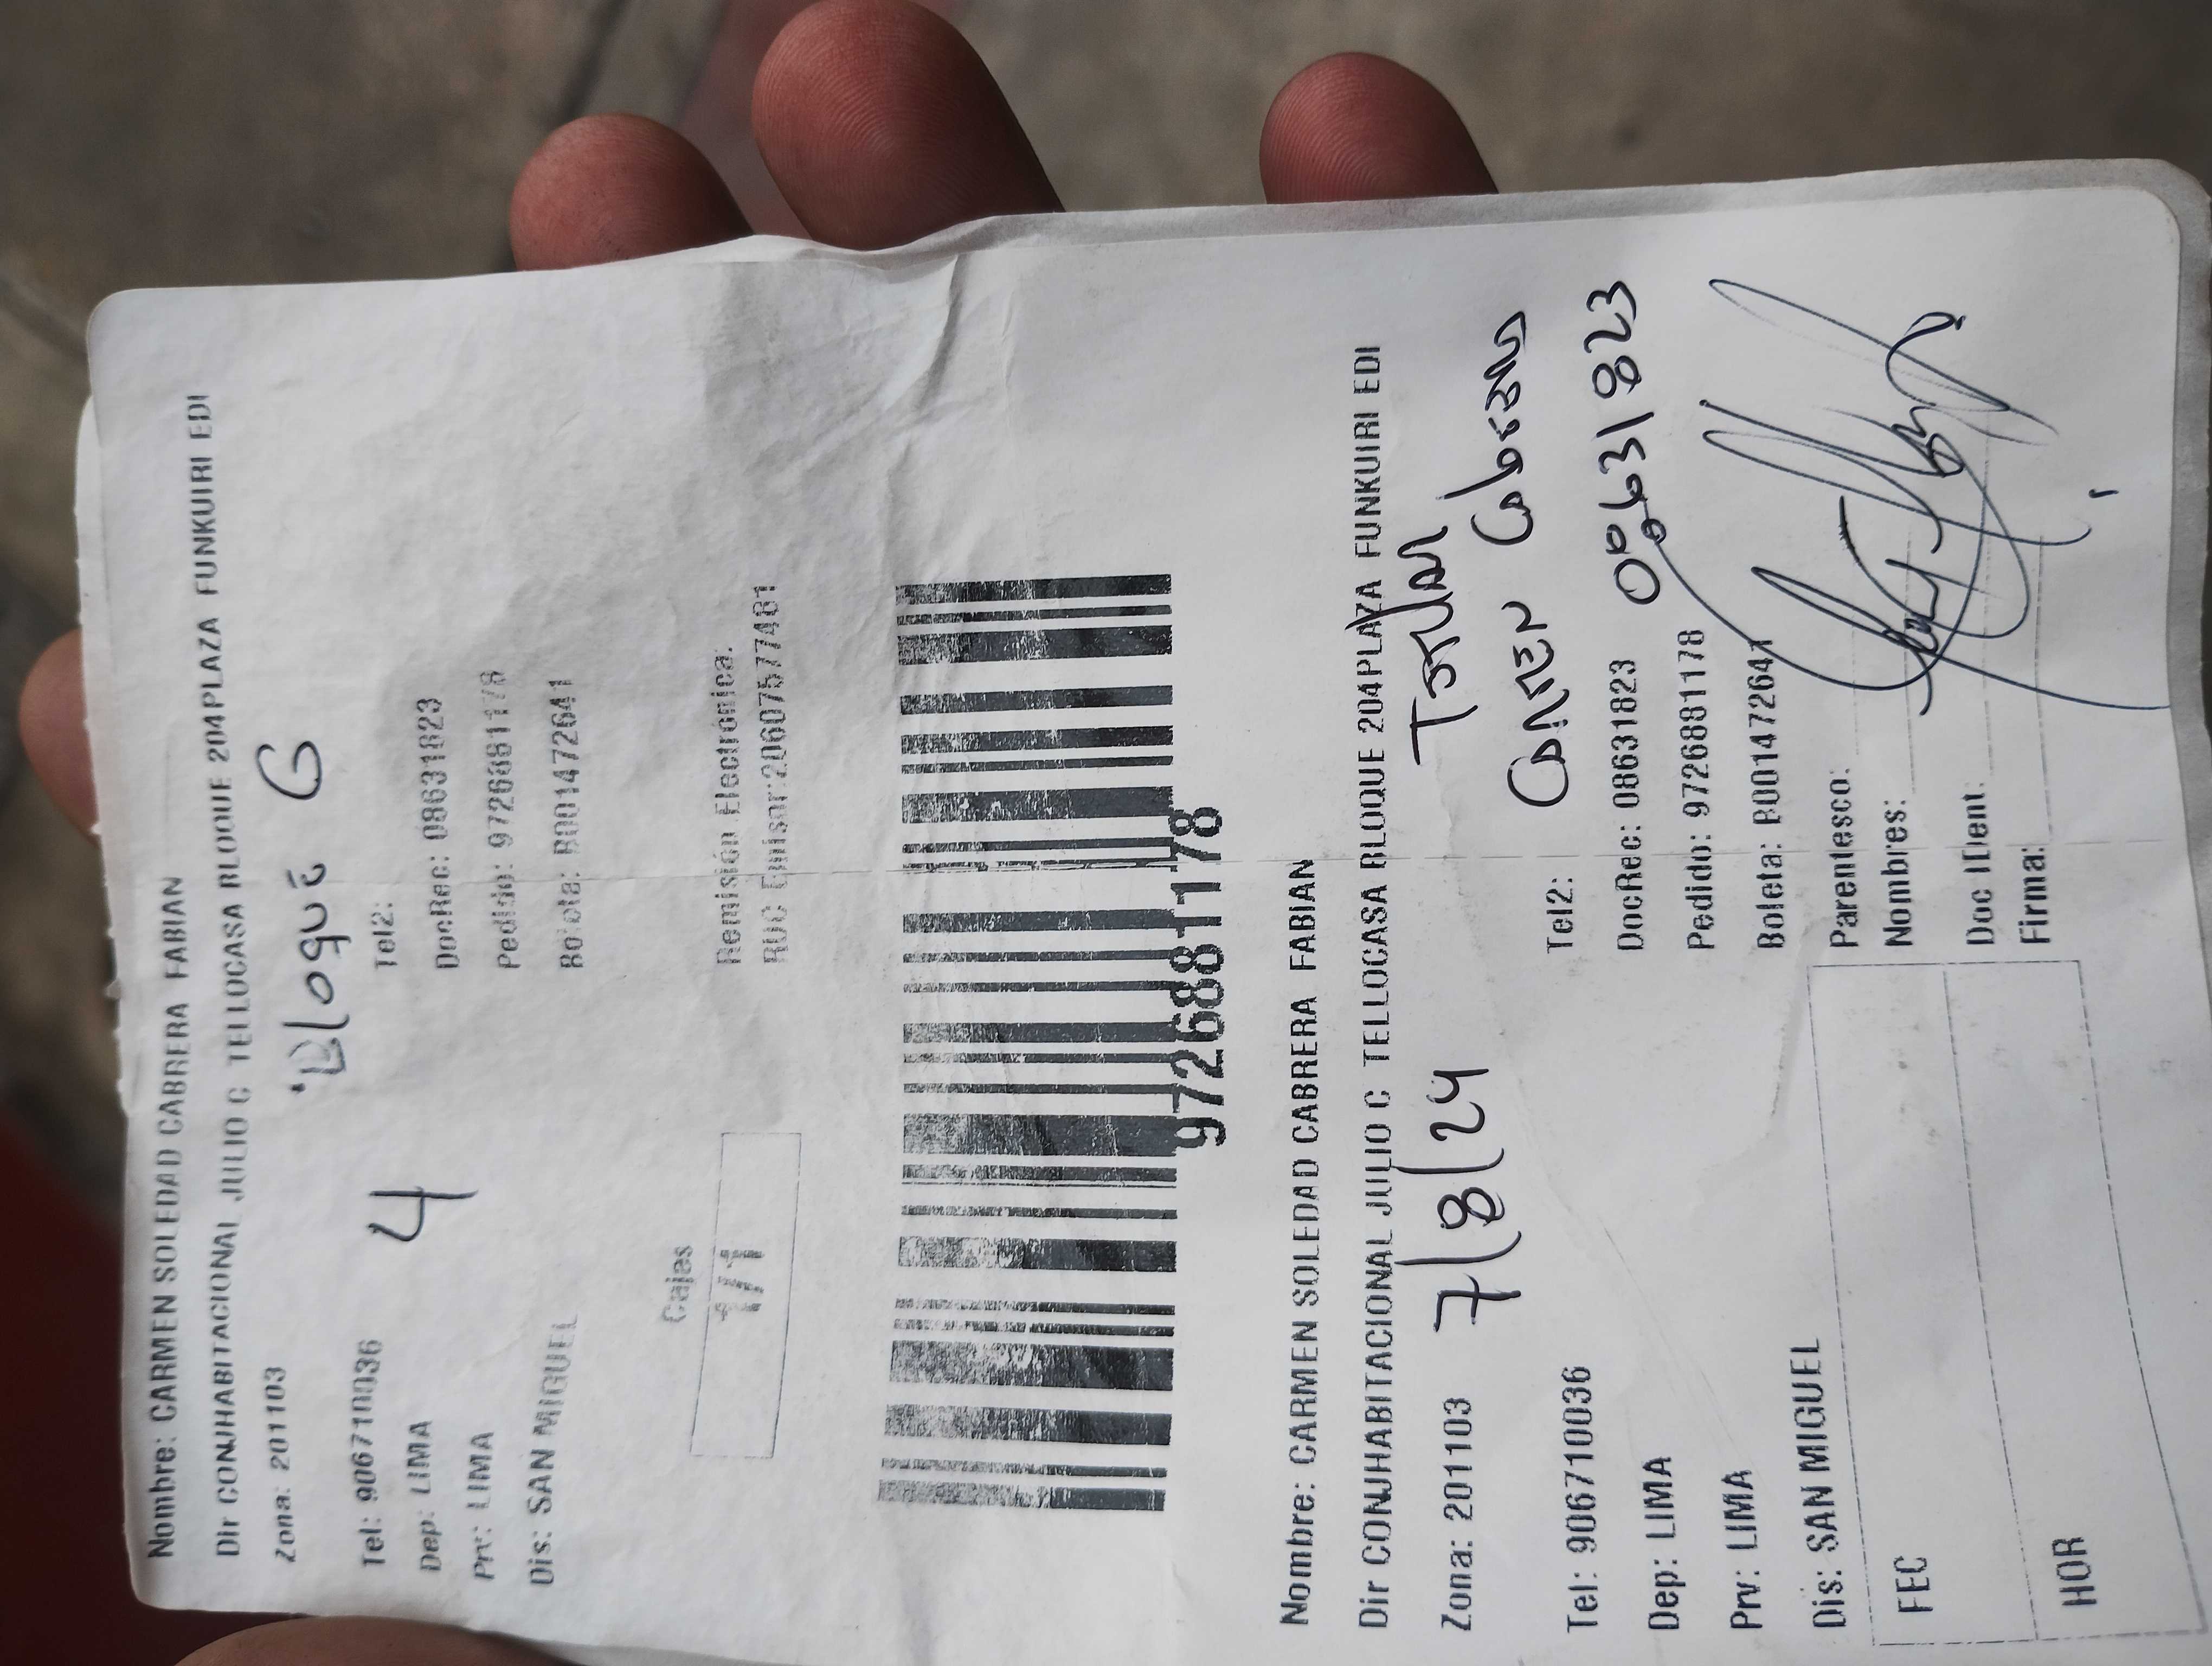 Nombre: CARMEN SOLEDAD CABRERA FABIAN
Dir CONJHABITACIONAL JULIO C TELLOCASA BLOQUE 204PLAZA FUNKUIRI EDI
Zona: 201103 Bloque G
Tel: 906710036 4 Tel2:
Dep: LIMA DocRec: 08631823
Prv: LIMA Pedido: 9726881178
Dis: SAN MIGUEL Boleta: B001472641
Cajas
1/1
Remisión Electrónica:
RUC Emisor:20607577481
9726881178
Nombre: CARMEN SOLEDAD CABRERA FABIAN
Dir CONJHABITACIONAL JULIO C TELLOCASA BLOQUE 204PLAZA FUNKUIRI EDI
Zona: 201103 7/8/24 Titular
Carmen Cabrera
Tel: 906710036 Tel2:
08631823
Dep: LIMA DocRec: 08631823
Prv: LIMA Pedido: 9726881178
Dis: SAN MIGUEL Boleta: B001472641
Parentesco:
FEC Nombres:
Doc IDent:
HOR Firma: